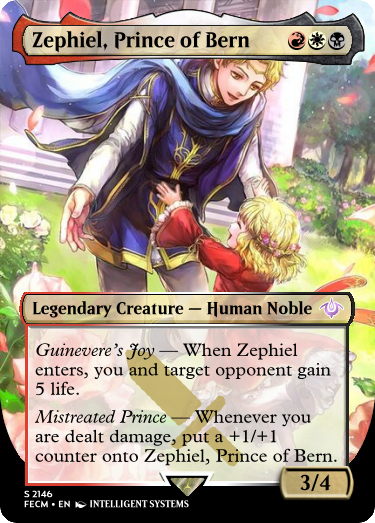 Zephiel, Prince of Bern
Legendary Creature — Human Noble
Guinevere's Joy — When Zephiel
enters, you and target opponent gain
5 life.
Mistreated Prince — Whenever you
are dealt damage, put a +1/+1
counter onto Zephiel, Prince of Bern.
3/4
S 2146
FECM • EN INTELLIGENT SYSTEMS